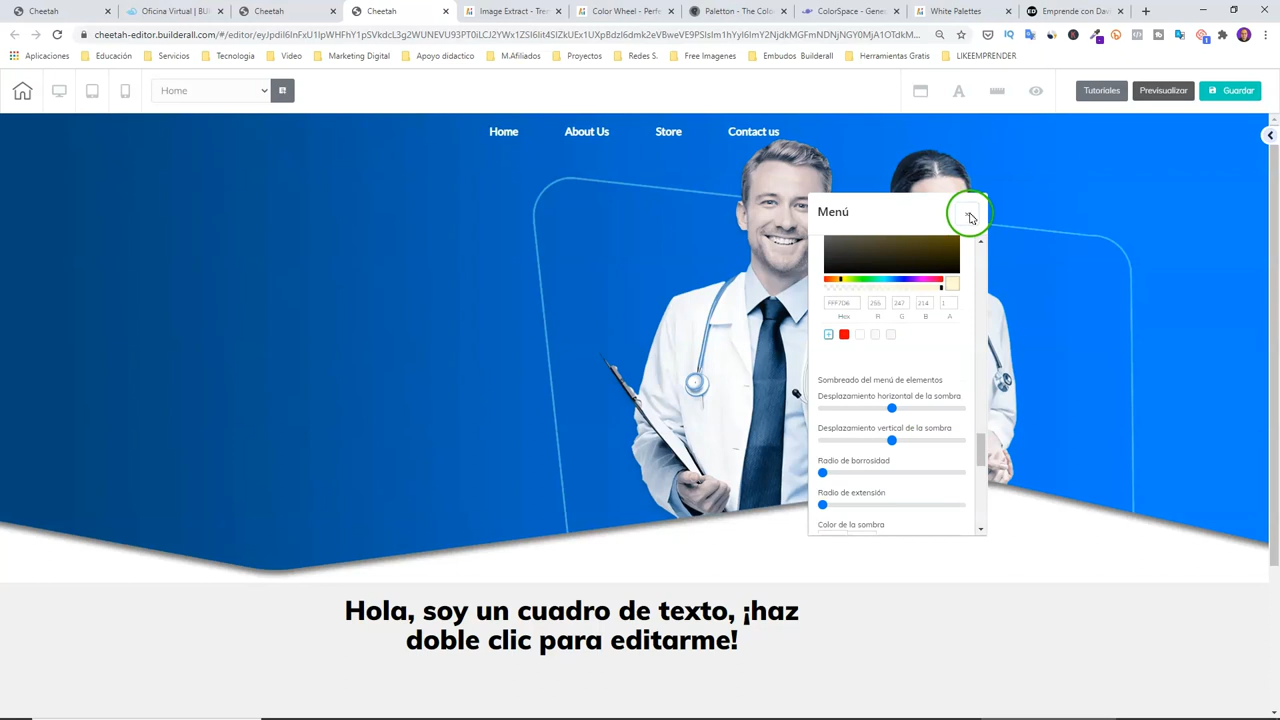 Cheetah
Oficina Virtual | BU
Cheetah
Cheetah
Image Extract - Tres
Color Wheel - Perfe
Paletton - The Colo
ColorSpace - Gene
White Palettes
Emprende con Dav
cheetah-editor.builderall.com/#/editor/
Aplicaciones
Educación
Servicios
Tecnologia
Videos
Marketing Digital
Apoyo didactico
M.Afiliados
Proyectos
Redes S.
Free Imagenes
Embudos Builderall
Herramientas Gratis
LIKEEMPRENDER
Home
Tutoriales
Previsualizar
Guardar
Home
About Us
Store
Contact us
Menú
FFF7D6
255
247
214
1
Hex
R
G
B
A
Sombreado del menú de elementos
Desplazamiento horizontal de la sombra
Desplazamiento vertical de la sombra
Radio de borrosidad
Radio de extensión
Color de la sombra
Hola, soy un cuadro de texto, ¡haz
doble clic para editarme!